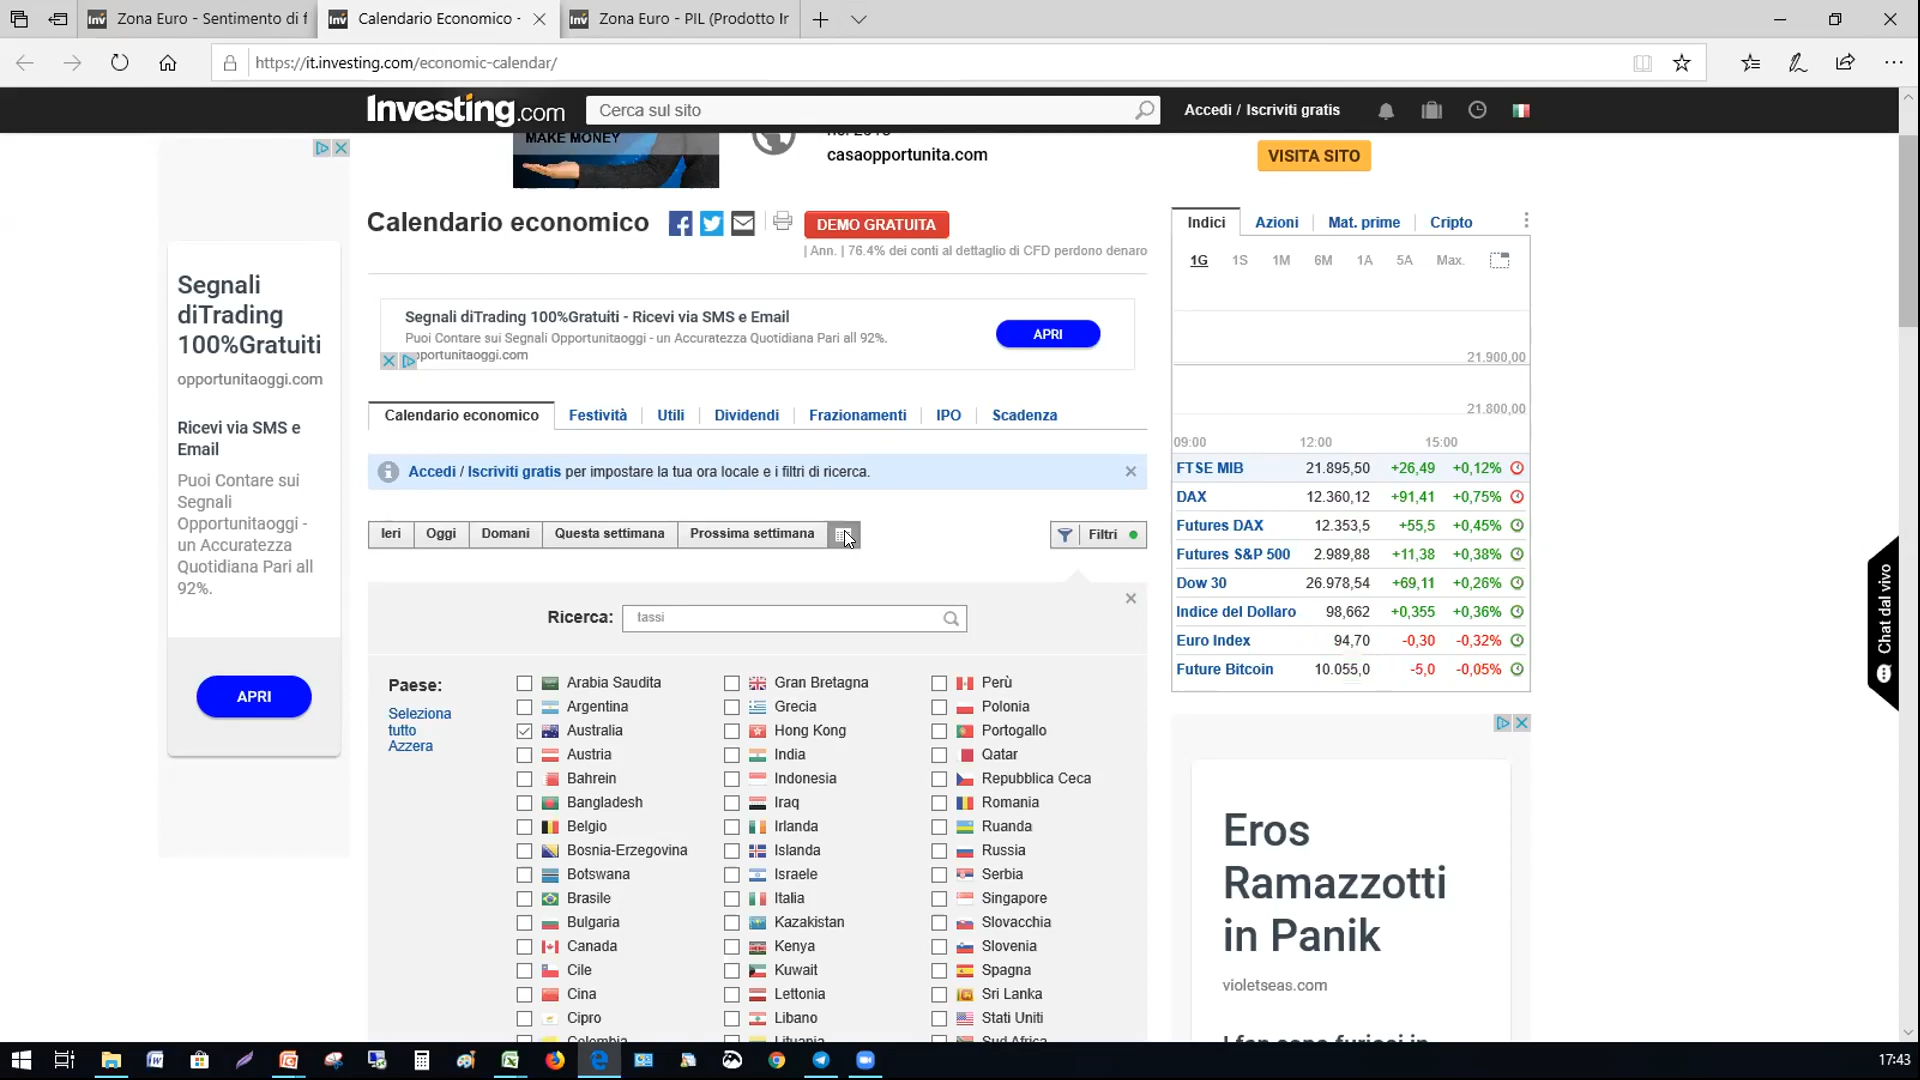 Zona Euro - Sentimento di f
Calendario Economico -
Zona Euro - PIL (Prodotto Ir
https://it.investing.com/economic-calendar/
Investing.com
Cerca sul sito
Accedi / Iscriviti gratis
MAKE MONEY
casaopportunita.com
VISITA SITO
Calendario economico
DEMO GRATUITA
| Ann. | 76.4% dei conti al dettaglio di CFD perdono denaro
Segnali diTrading 100%Gratuiti - Ricevi via SMS e Email
Puoi Contare sui Segnali Opportunitaoggi - un Accuratezza Quotidiana Pari all 92%.
opportunitaoggi.com
APRI
Calendario economico
Festività
Utili
Dividendi
Frazionamenti
IPO
Scadenza
Accedi / Iscriviti gratis per impostare la tua ora locale e i filtri di ricerca.
Ieri
Oggi
Domani
Questa settimana
Prossima settimana
Filtri
Ricerca:
tassi
Paese:
Seleziona
tutto
Azzera
Arabia Saudita
Argentina
Australia
Austria
Bahrein
Bangladesh
Belgio
Bosnia-Erzegovina
Botswana
Brasile
Bulgaria
Canada
Cile
Cina
Cipro
Colombia
Gran Bretagna
Grecia
Hong Kong
India
Indonesia
Iraq
Irlanda
Islanda
Israele
Italia
Kazakistan
Kenya
Kuwait
Lettonia
Libano
Lituania
Perù
Polonia
Portogallo
Qatar
Repubblica Ceca
Romania
Ruanda
Russia
Serbia
Singapore
Slovacchia
Slovenia
Spagna
Sri Lanka
Stati Uniti
Sud Africa
Segnali
diTrading
100%Gratuiti
opportunitaoggi.com
Ricevi via SMS e
Email
Puoi Contare sui
Segnali
Opportunitaoggi -
un Accuratezza
Quotidiana Pari all
92%.
APRI
Indici
Azioni
Mat. prime
Cripto
1G 1S 1M 6M 1A 5A Max.
21.900,00
21.800,00
09:00 12:00 15:00
FTSE MIB 21.895,50 +26,49 +0,12%
DAX 12.360,12 +91,41 +0,75%
Futures DAX 12.353,5 +55,5 +0,45%
Futures S&P 500 2.989,88 +11,38 +0,38%
Dow 30 26.978,54 +69,11 +0,26%
Indice del Dollaro 98,662 +0,355 +0,36%
Euro Index 94,70 -0,30 -0,32%
Future Bitcoin 10.055,0 -5,0 -0,05%
Chat dal vivo
Eros
Ramazzotti
in Panik
violetseas.com
17:43